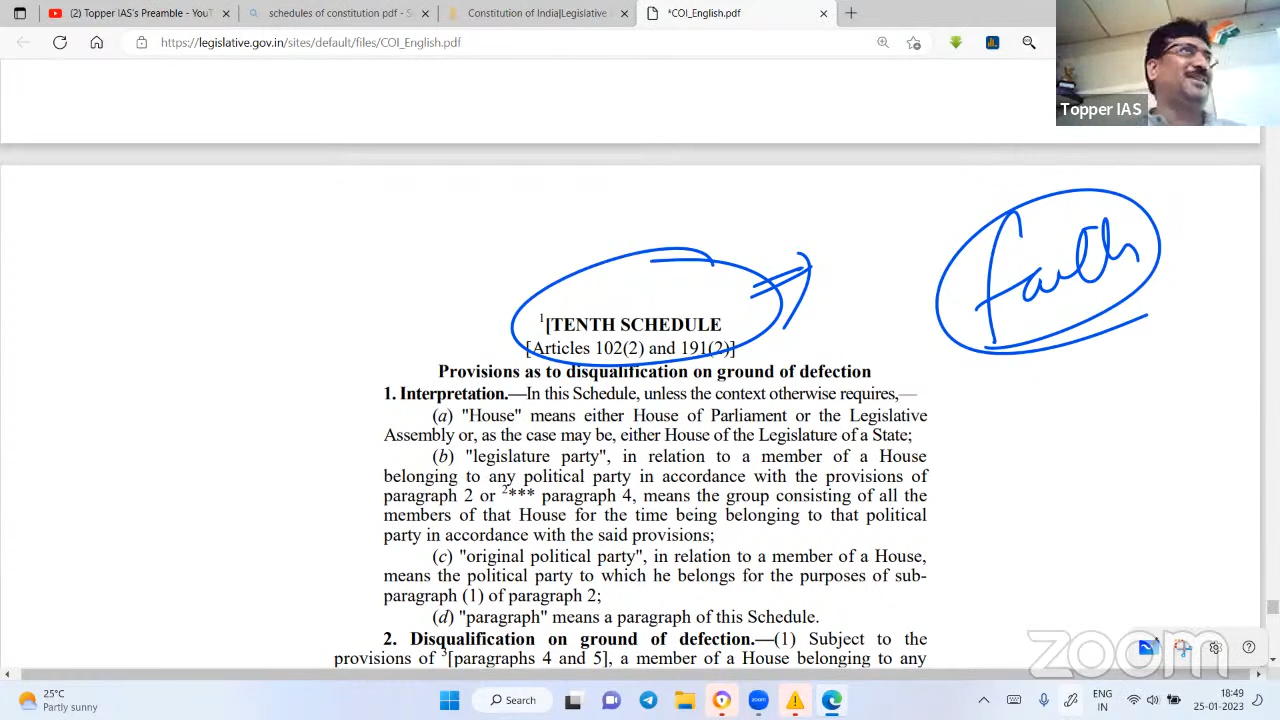 (2) Topper IAS's Preamble - YouT
schedules of constitution pdf - S
Constitution of India|Legislative
*COI_English.pdf
https://legislative.gov.in/sites/default/files/COI_English.pdf
Topper IAS
faith
1[TENTH SCHEDULE
[Articles 102(2) and 191(2)]
Provisions as to disqualification on ground of defection
1. Interpretation.—In this Schedule, unless the context otherwise requires,—
(a) "House" means either House of Parliament or the Legislative
Assembly or, as the case may be, either House of the Legislature of a State;
(b) "legislature party", in relation to a member of a House
belonging to any political party in accordance with the provisions of
paragraph 2 or 2*** paragraph 4, means the group consisting of all the
members of that House for the time being belonging to that political
party in accordance with the said provisions;
(c) "original political party", in relation to a member of a House,
means the political party to which he belongs for the purposes of sub-
paragraph (1) of paragraph 2;
(d) "paragraph" means a paragraph of this Schedule.
2. Disqualification on ground of defection.—(1) Subject to the
provisions of 3[paragraphs 4 and 5], a member of a House belonging to any
zoom
25°C
Partly sunny
Search
zoom
ENG
IN
18:49
25-01-2023